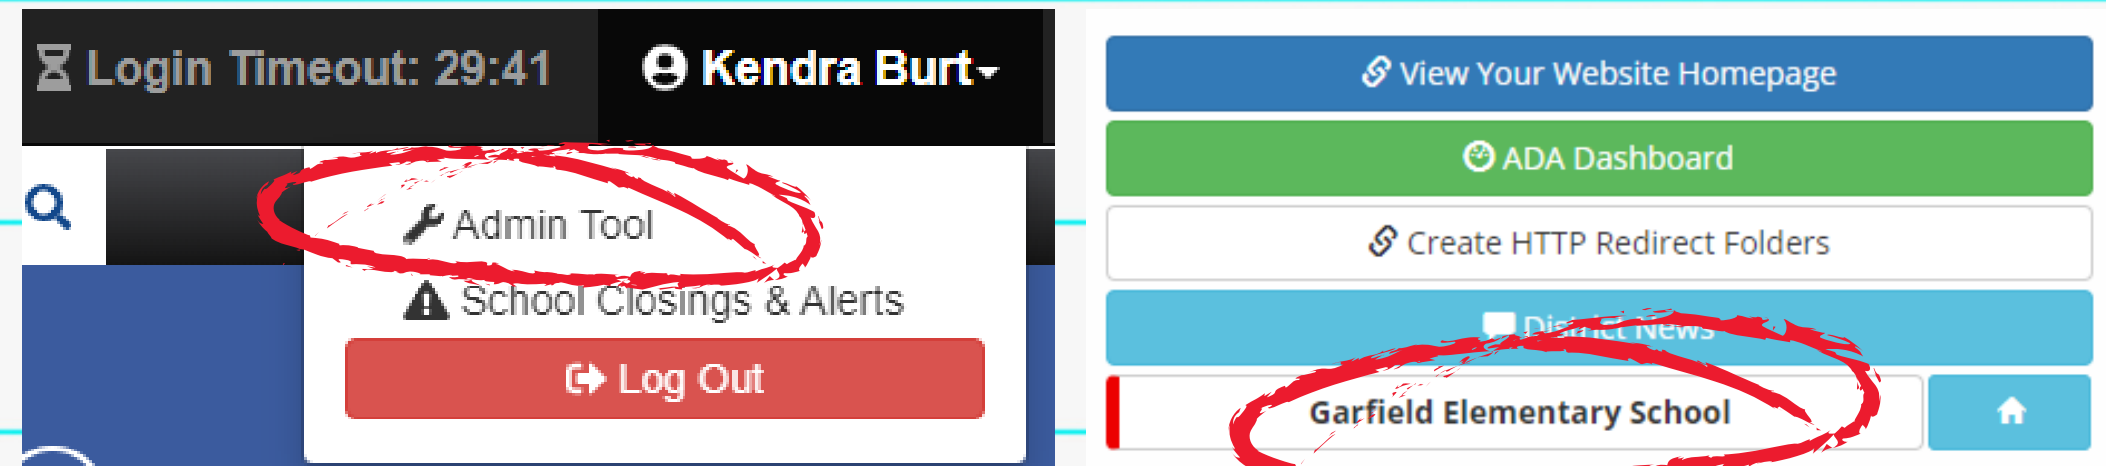 Login Timeout: 29:41
Kendra Burt
Admin Tool
School Closings & Alerts
Log Out
View Your Website Homepage
ADA Dashboard
Create HTTP Redirect Folders
District News
Garfield Elementary School